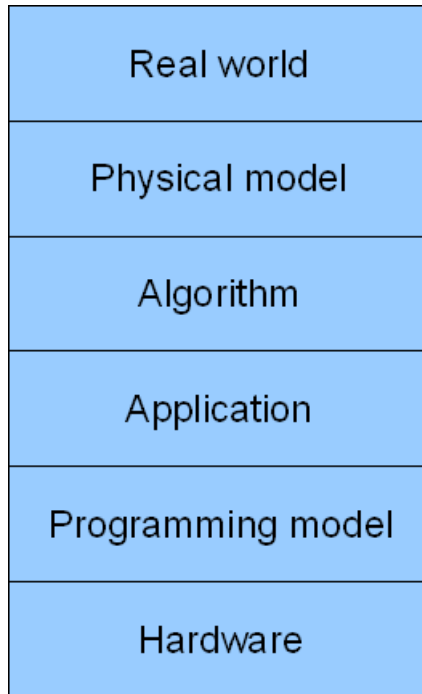 Real world
Physical model
Algorithm
Application
Programming model
Hardware